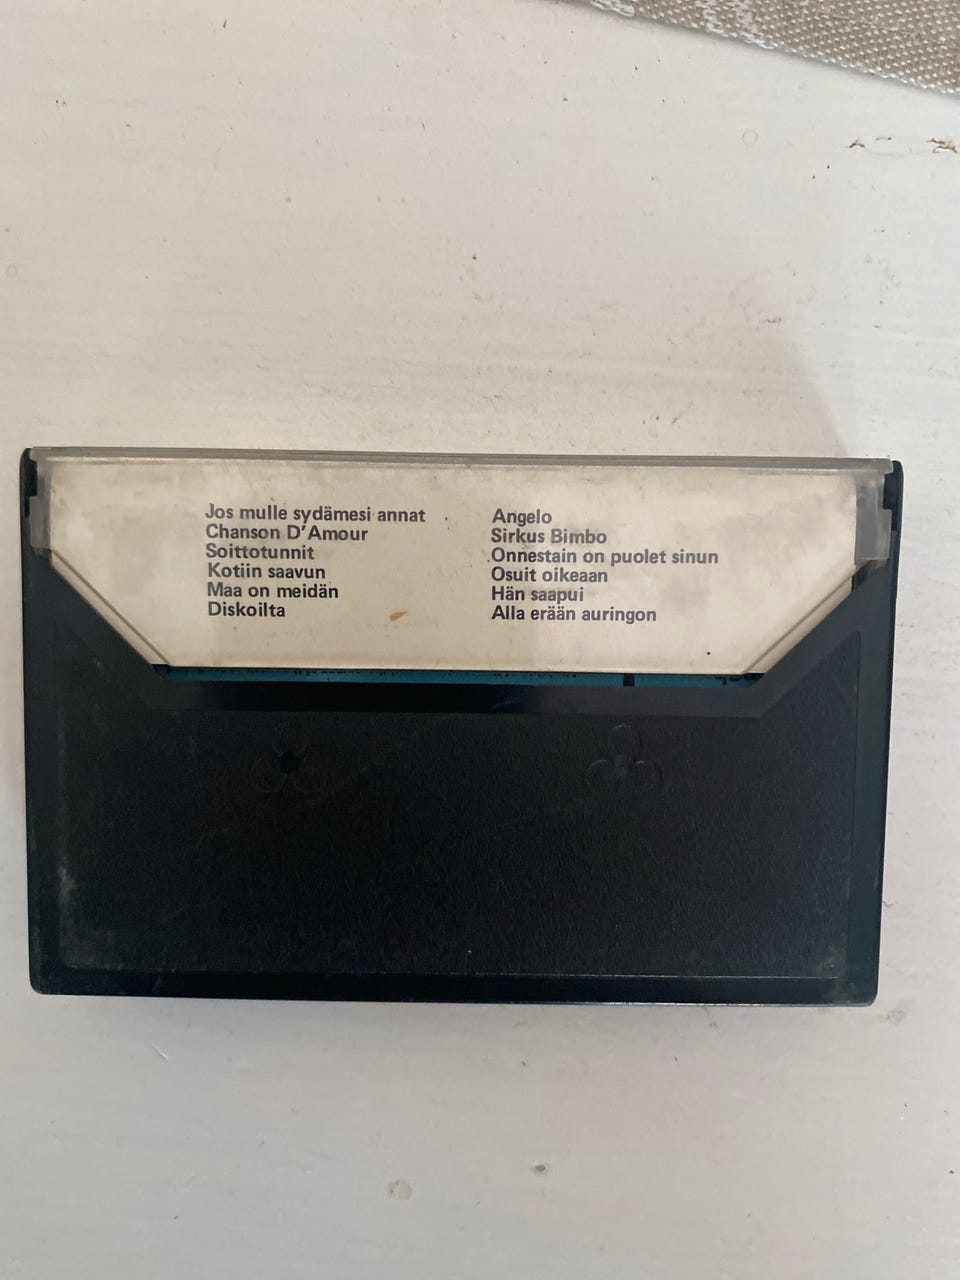 Jos mulle sydämesi annat
Chanson D'Amour
Soittotunnit
Kotiin saavun
Maa on meidän
Diskoilta
Angelo
Sirkus Bimbo
Onnestain on puolet sinun
Osuit oikeaan
Hän saapui
Alla erään auringon